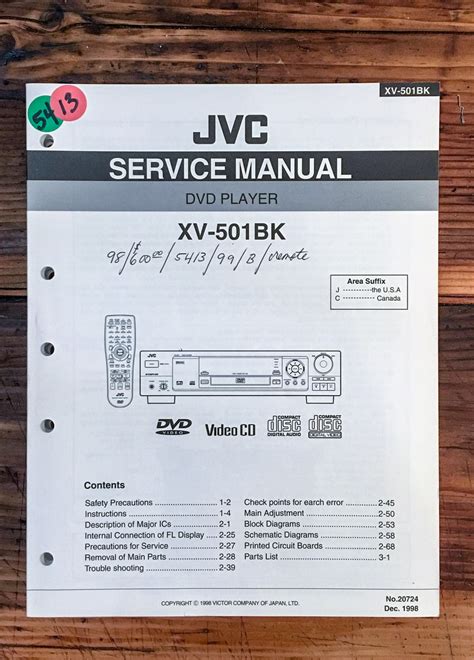 XV-501BK
5413
JVC
SERVICE MANUAL
DVD PLAYER
XV-501BK
98/$600.00/5413/99/B/remote
Area Suffix
J ----------- the U.S.A
C ----------- Canada
JVC
DVD VIDEO
Video CD
COMPACT disc DIGITAL AUDIO
COMPACT disc DIGITAL VIDEO
Contents
Safety Precautions ------------------- 1-2
Instructions --------------------------- 1-4
Description of Major ICs ------------- 2-1
Internal Connection of FL Display ---- 2-25
Precautions for Service -------------- 2-27
Removal of Main Parts --------------- 2-28
Trouble shooting --------------------- 2-39
Check points for earch error --------- 2-45
Main Adjustment --------------------- 2-50
Block Diagrams ---------------------- 2-53
Schematic Diagrams ----------------- 2-58
Printed Circuit Boards --------------- 2-68
Parts List ----------------------------- 3-1
COPYRIGHT © 1998 VICTOR COMPANY OF JAPAN, LTD.
No.20724
Dec. 1998